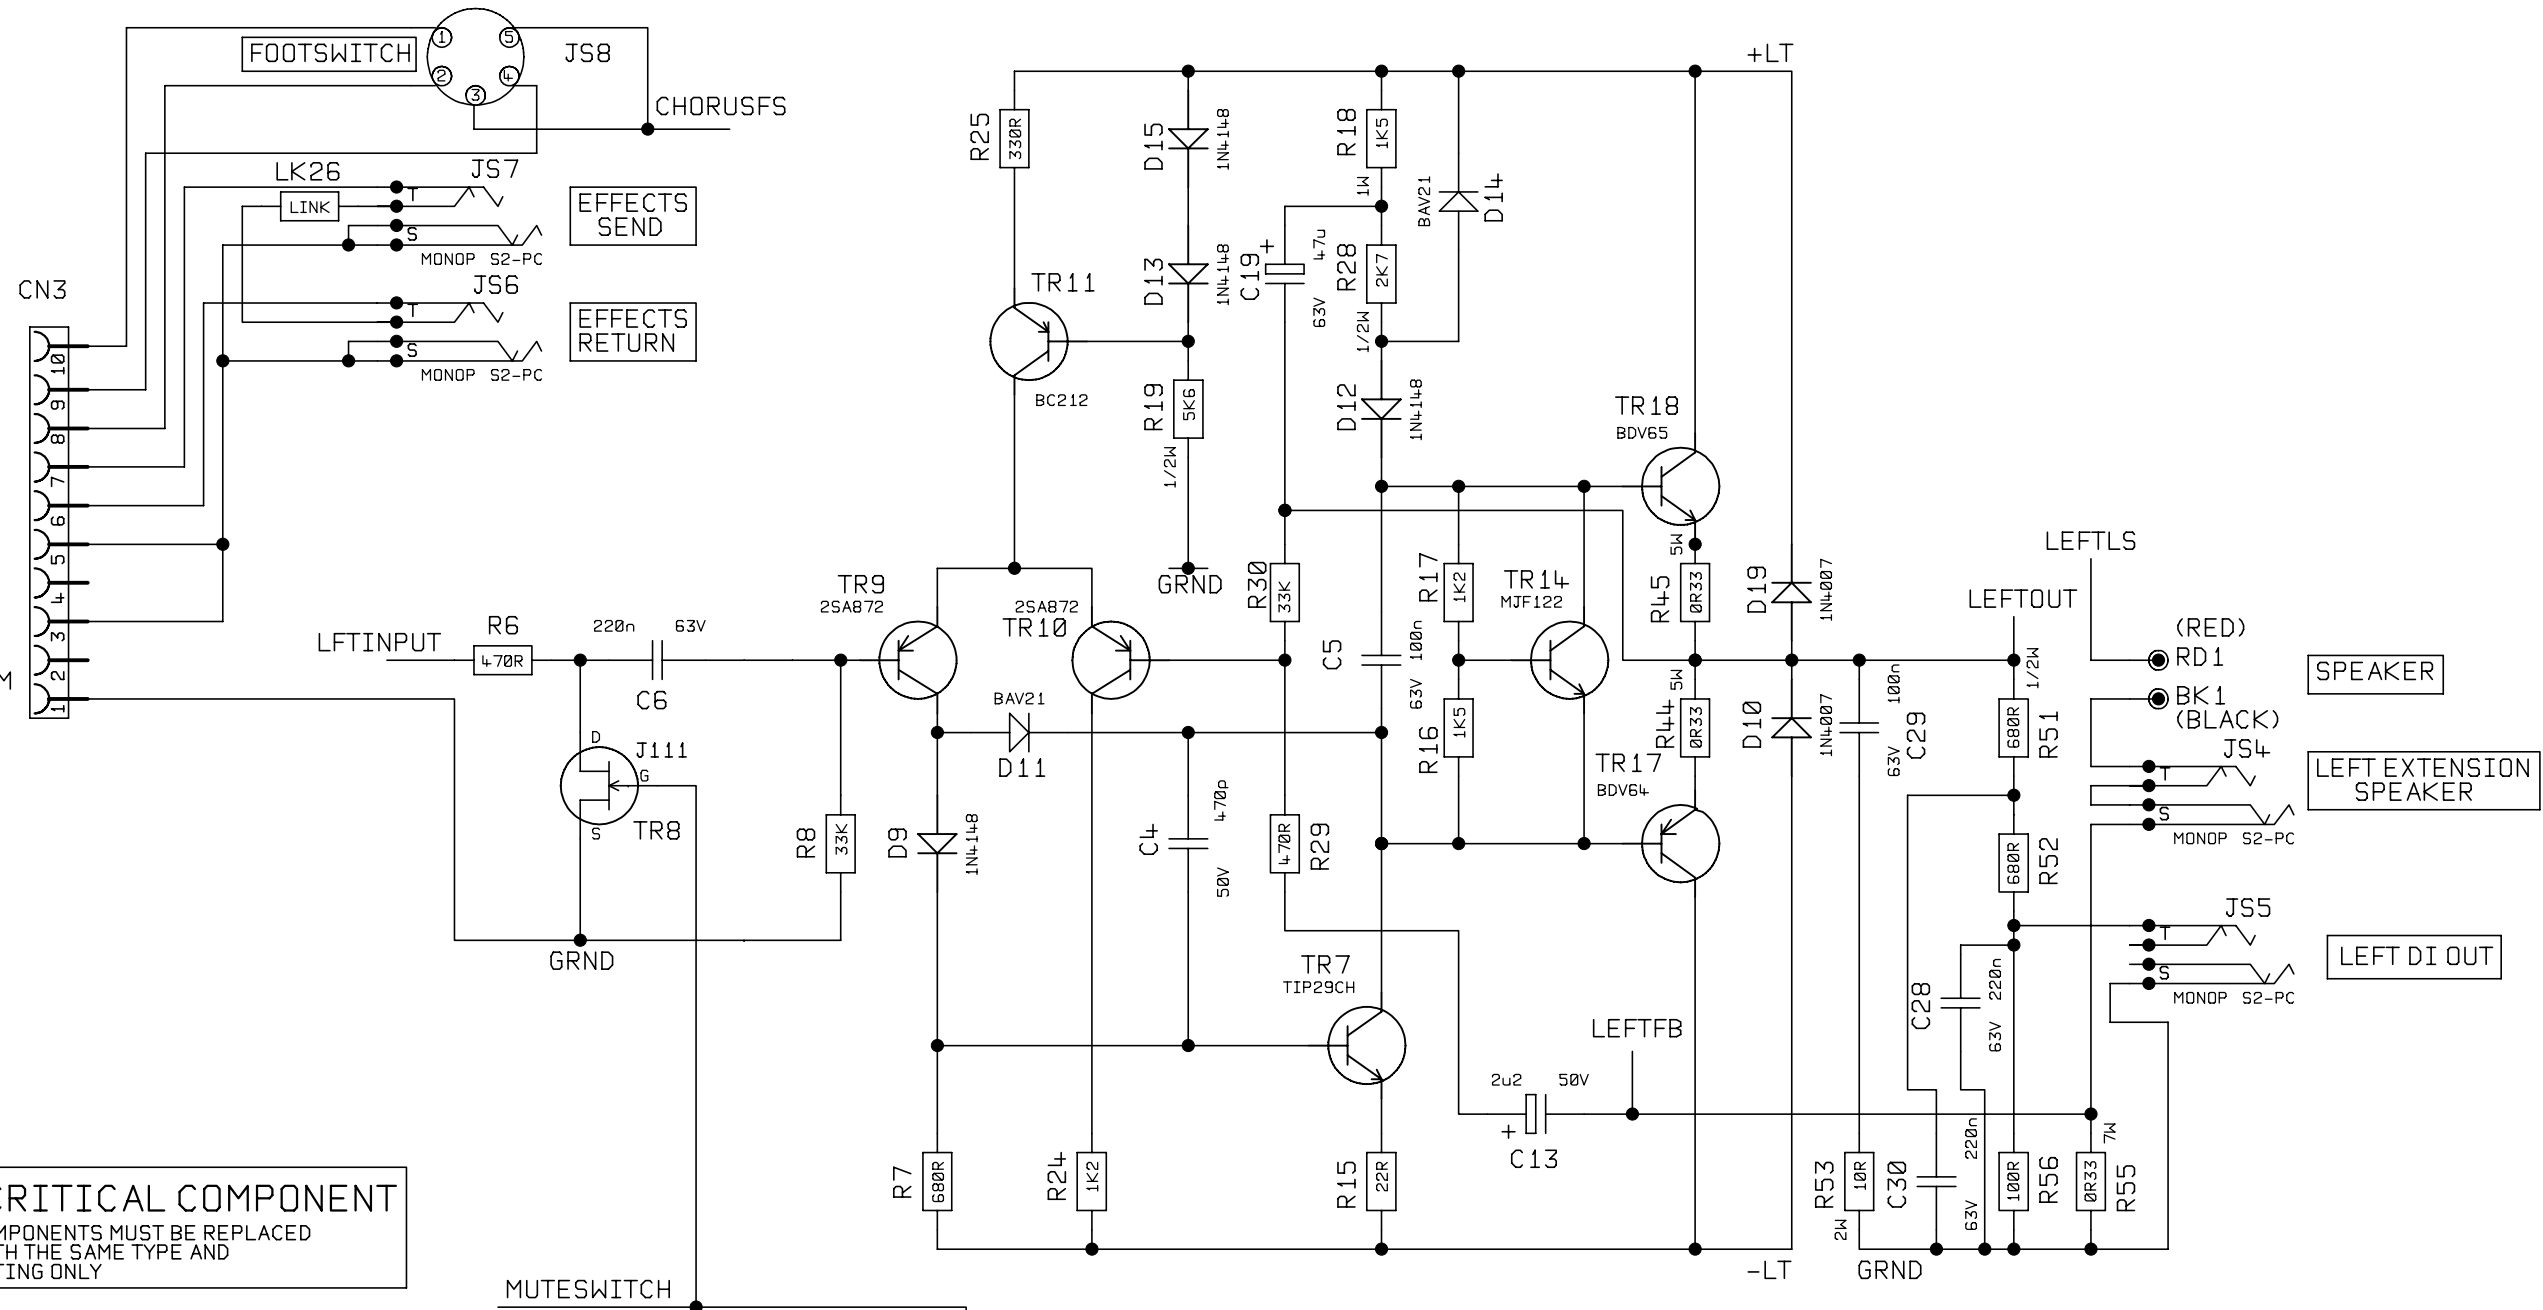 FOOTSWITCH
1
5
2
4
3
JS8
CHORUSFS
LK26
LINK
JS7
T
S
MONOP S2-PC
EFFECTS
SEND
JS6
T
S
MONOP S2-PC
EFFECTS
RETURN
CN3
10
9
8
7
6
5
4
3
2
1
M
LFTINPUT
R6
470R
220n
63V
C6
D
J111
G
S
TR8
GRND
R8
33K
MUTESWITCH
CRITICAL COMPONENT
MPONENTS MUST BE REPLACED
TH THE SAME TYPE AND
TING ONLY
+LT
R25
330R
D15
1N4148
D13
1N4148
TR11
BC212
R19
5K6
1/2W
GRND
R18
1K5
1W
C19
+
47u
63V
R28
2K7
1/2W
BAV21
D14
D12
1N4148
TR9
2SA872
2SA872
TR10
R30
33K
BAV21
D11
D9
1N4148
C4
470p
50V
470R
R29
C5
100n
63V
R17
1K2
R16
1K5
TR14
MJF122
TR18
BDV65
5W
R45
0R33
5W
R44
0R33
TR17
BDV64
D19
1N4007
D10
1N4007
100n
C29
63V
TR7
TIP29CH
R7
680R
R24
1K2
R15
22R
2u2
50V
+
C13
LEFTFB
-LT
R53
10R
2W
GRND
LEFTOUT
1/2W
680R
R51
680R
R52
C28
220n
63V
C30
220n
63V
100R
R56
7W
0R33
R55
LEFTLS
(RED)
RD1
BK1
(BLACK)
SPEAKER
JS4
T
S
MONOP S2-PC
LEFT EXTENSION
SPEAKER
JS5
T
S
MONOP S2-PC
LEFT DI OUT